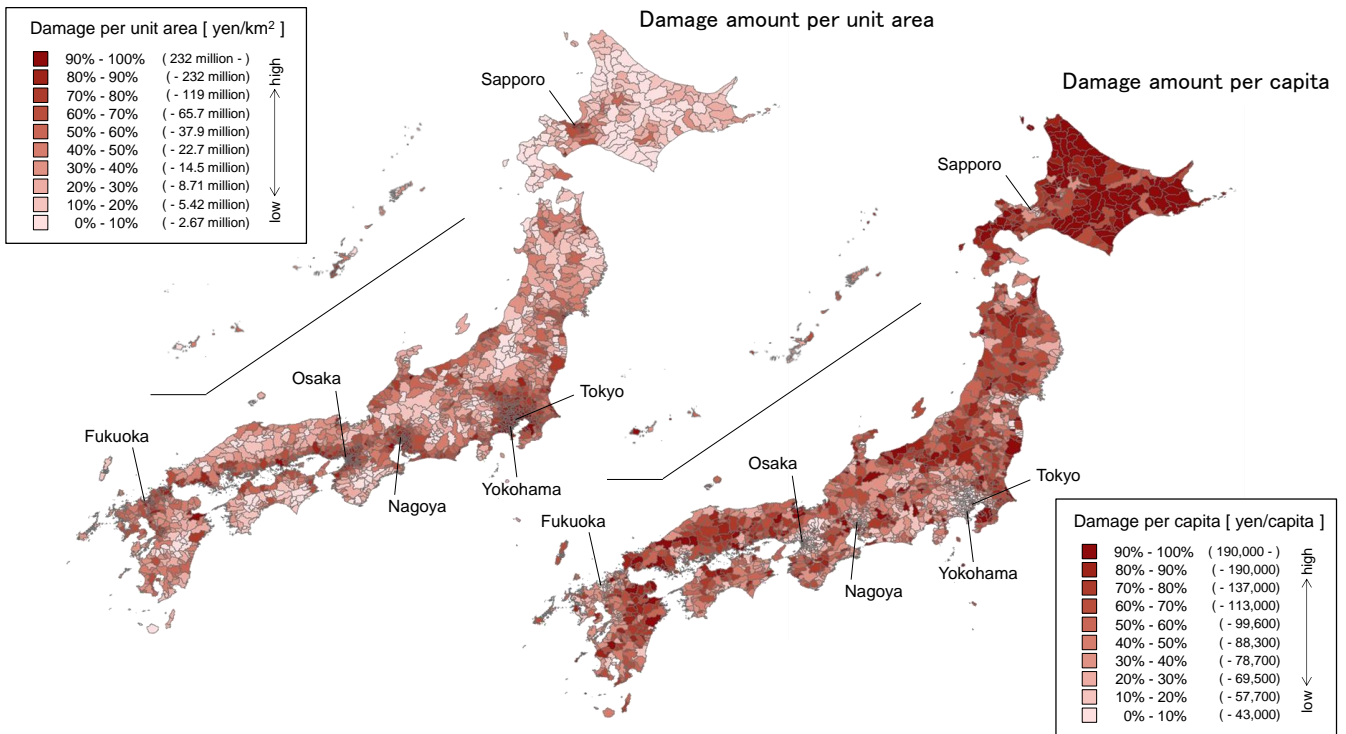 Damage amount per unit area
Damage per unit area [ yen/km² ]
90% - 100% ( 232 million - )
80% - 90% ( - 232 million)
70% - 80% ( - 119 million)
60% - 70% ( - 65.7 million)
50% - 60% ( - 37.9 million)
40% - 50% ( - 22.7 million)
30% - 40% ( - 14.5 million)
20% - 30% ( - 8.71 million)
10% - 20% ( - 5.42 million)
0% - 10% ( - 2.67 million)
high
low
Sapporo
Osaka
Tokyo
Fukuoka
Yokohama
Nagoya
Damage amount per capita
Sapporo
Osaka
Tokyo
Fukuoka
Yokohama
Nagoya
Damage per capita [ yen/capita ]
90% - 100% ( 190,000 - )
80% - 90% ( - 190,000)
70% - 80% ( - 137,000)
60% - 70% ( - 113,000)
50% - 60% ( - 99,600)
40% - 50% ( - 88,300)
30% - 40% ( - 78,700)
20% - 30% ( - 69,500)
10% - 20% ( - 57,700)
0% - 10% ( - 43,000)
high
low